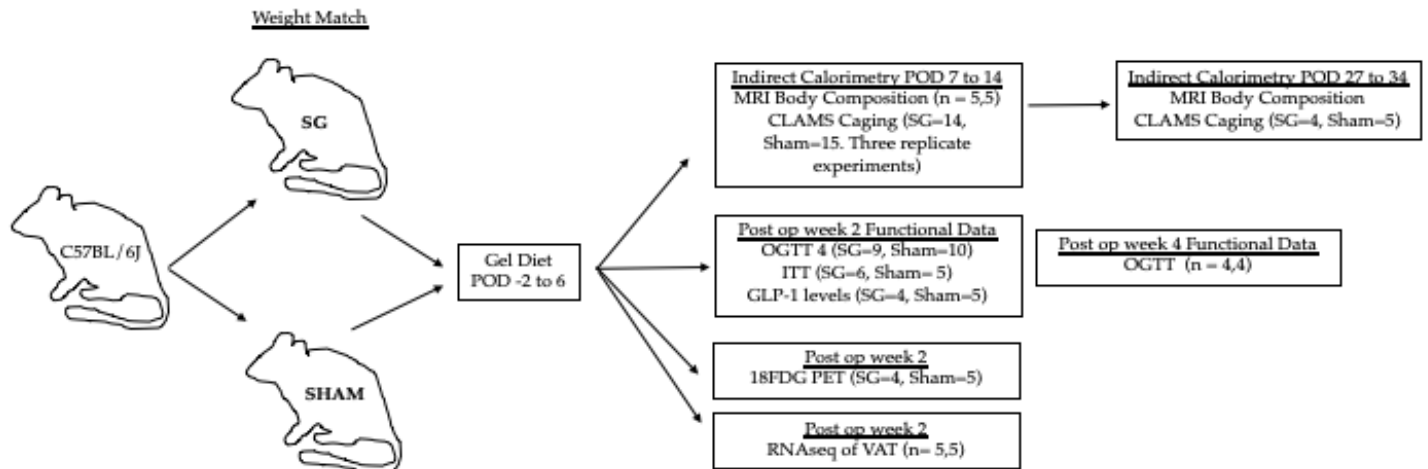 Weight Match
SG
C57BL/6J
SHAM
Gel Diet
POD -2 to 6
Indirect Calorimetry POD 7 to 14
MRI Body Composition (n = 5,5)
CLAMS Caging (SG=14,
Sham=15. Three replicate
experiments)
Indirect Calorimetry POD 27 to 34
MRI Body Composition
CLAMS Caging (SG=4, Sham=5)
Post op week 2 Functional Data
OGTT 4 (SG=9, Sham=10)
ITT (SG=6, Sham= 5)
GLP-1 levels (SG=4, Sham=5)
Post op week 4 Functional Data
OGTT (n = 4,4)
Post op week 2
18FDG PET (SG=4, Sham=5)
Post op week 2
RNAseq of VAT (n= 5,5)